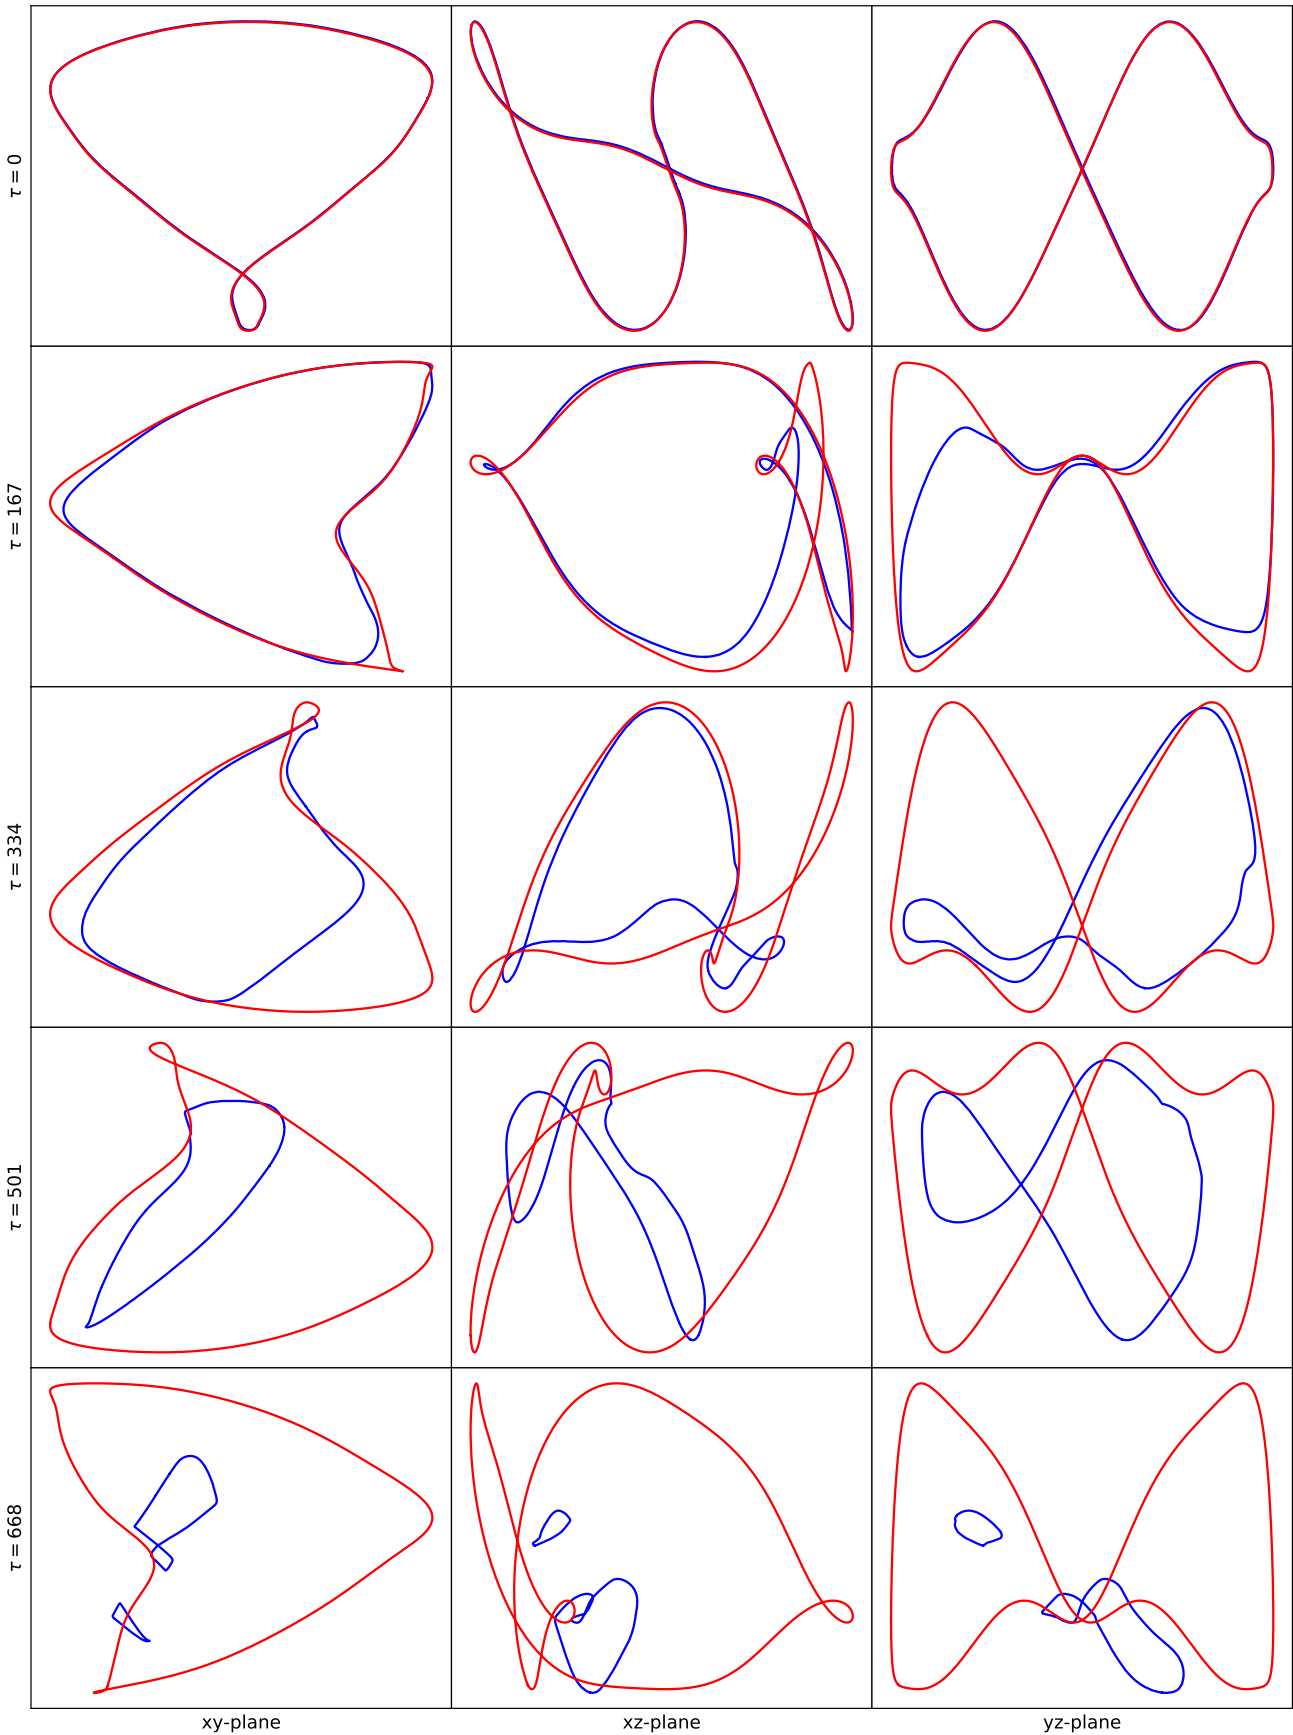 τ = 0
τ = 167
τ = 334
τ = 501
τ = 668
xy-plane
xz-plane
yz-plane